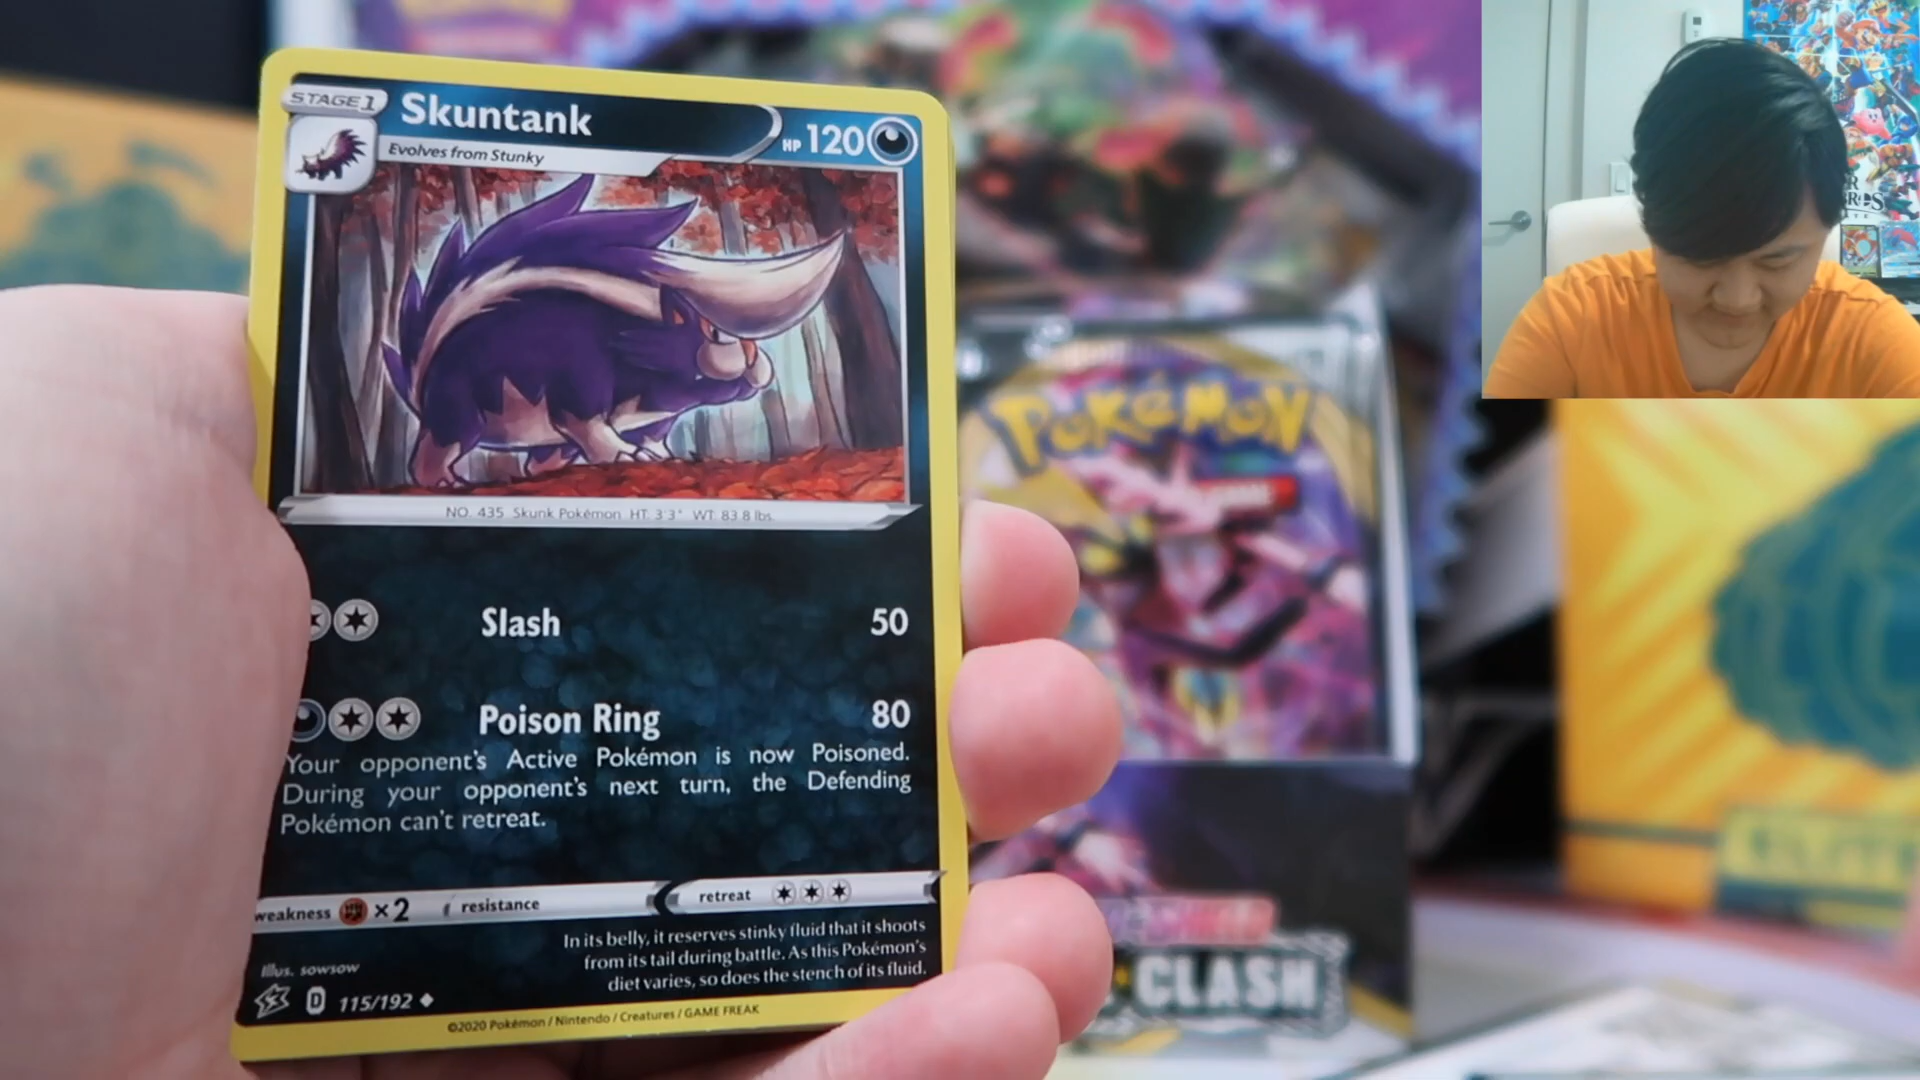 STAGE 1
Skuntank
HP 120
Evolves from Stunky
NO. 435 Skunk Pokémon HT: 3'3" WT: 83.8 lbs.
Slash 50
Poison Ring 80
Your opponent's Active Pokémon is now Poisoned.
During your opponent's next turn, the Defending
Pokémon can't retreat.
weakness ×2 resistance retreat
In its belly, it reserves stinky fluid that it shoots
from its tail during battle. As this Pokémon's
diet varies, so does the stench of its fluid.
Illus. sowsow
D 115/192
©2020 Pokémon / Nintendo / Creatures / GAME FREAK
POKéMON
CLASH